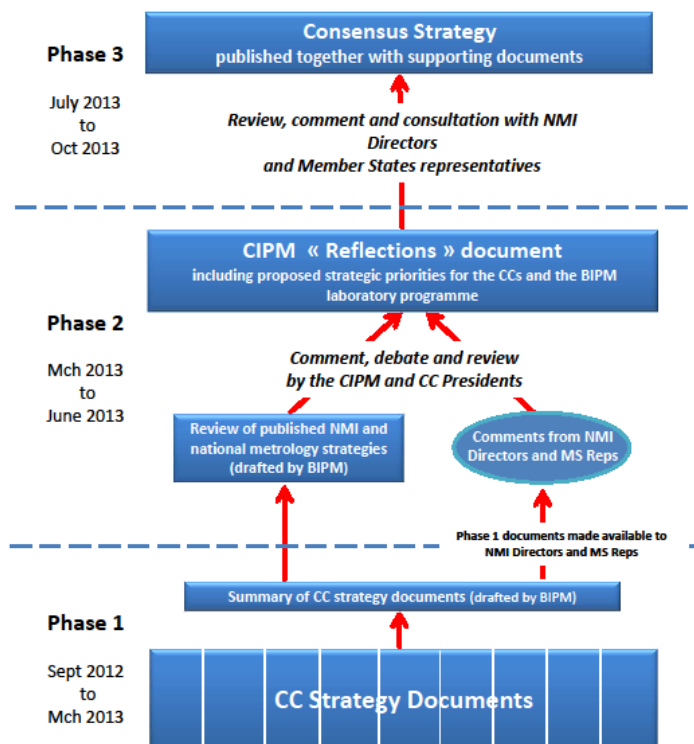 Consensus Strategy
published together with supporting documents
Phase 3
July 2013
to
Oct 2013
Review, comment and consultation with NMI
Directors
and Member States representatives
CIPM « Reflections » document
including proposed strategic priorities for the CCs and the BIPM
laboratory programme
Phase 2
Mch 2013
to
June 2013
Comment, debate and review
by the CIPM and CC Presidents
Review of published NMI and
national metrology strategies
(drafted by BIPM)
Comments from NMI
Directors and MS Reps
Phase 1 documents made available to
NMI Directors and MS Reps
Summary of CC strategy documents (drafted by BIPM)
Phase 1
Sept 2012
to
Mch 2013
CC Strategy Documents